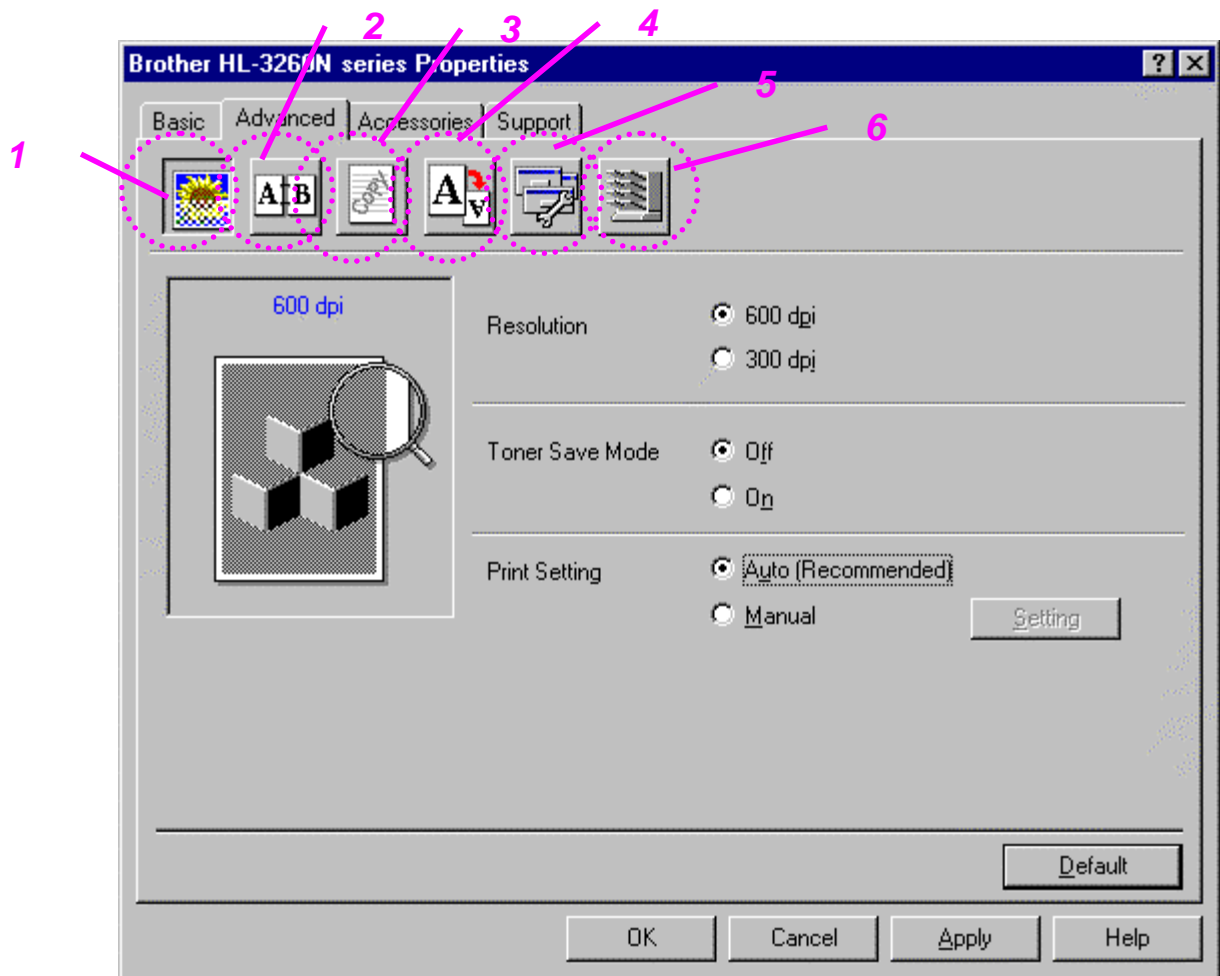 2 3 4
Brother HL-3260N series Properties
5
Basic Advanced Accessories Support
6
1
A B COPY A A
600 dpi
Resolution
600 dpi
300 dpi
Toner Save Mode
Off
On
Print Setting
Auto (Recommended)
Manual
Setting
Default
OK Cancel Apply Help